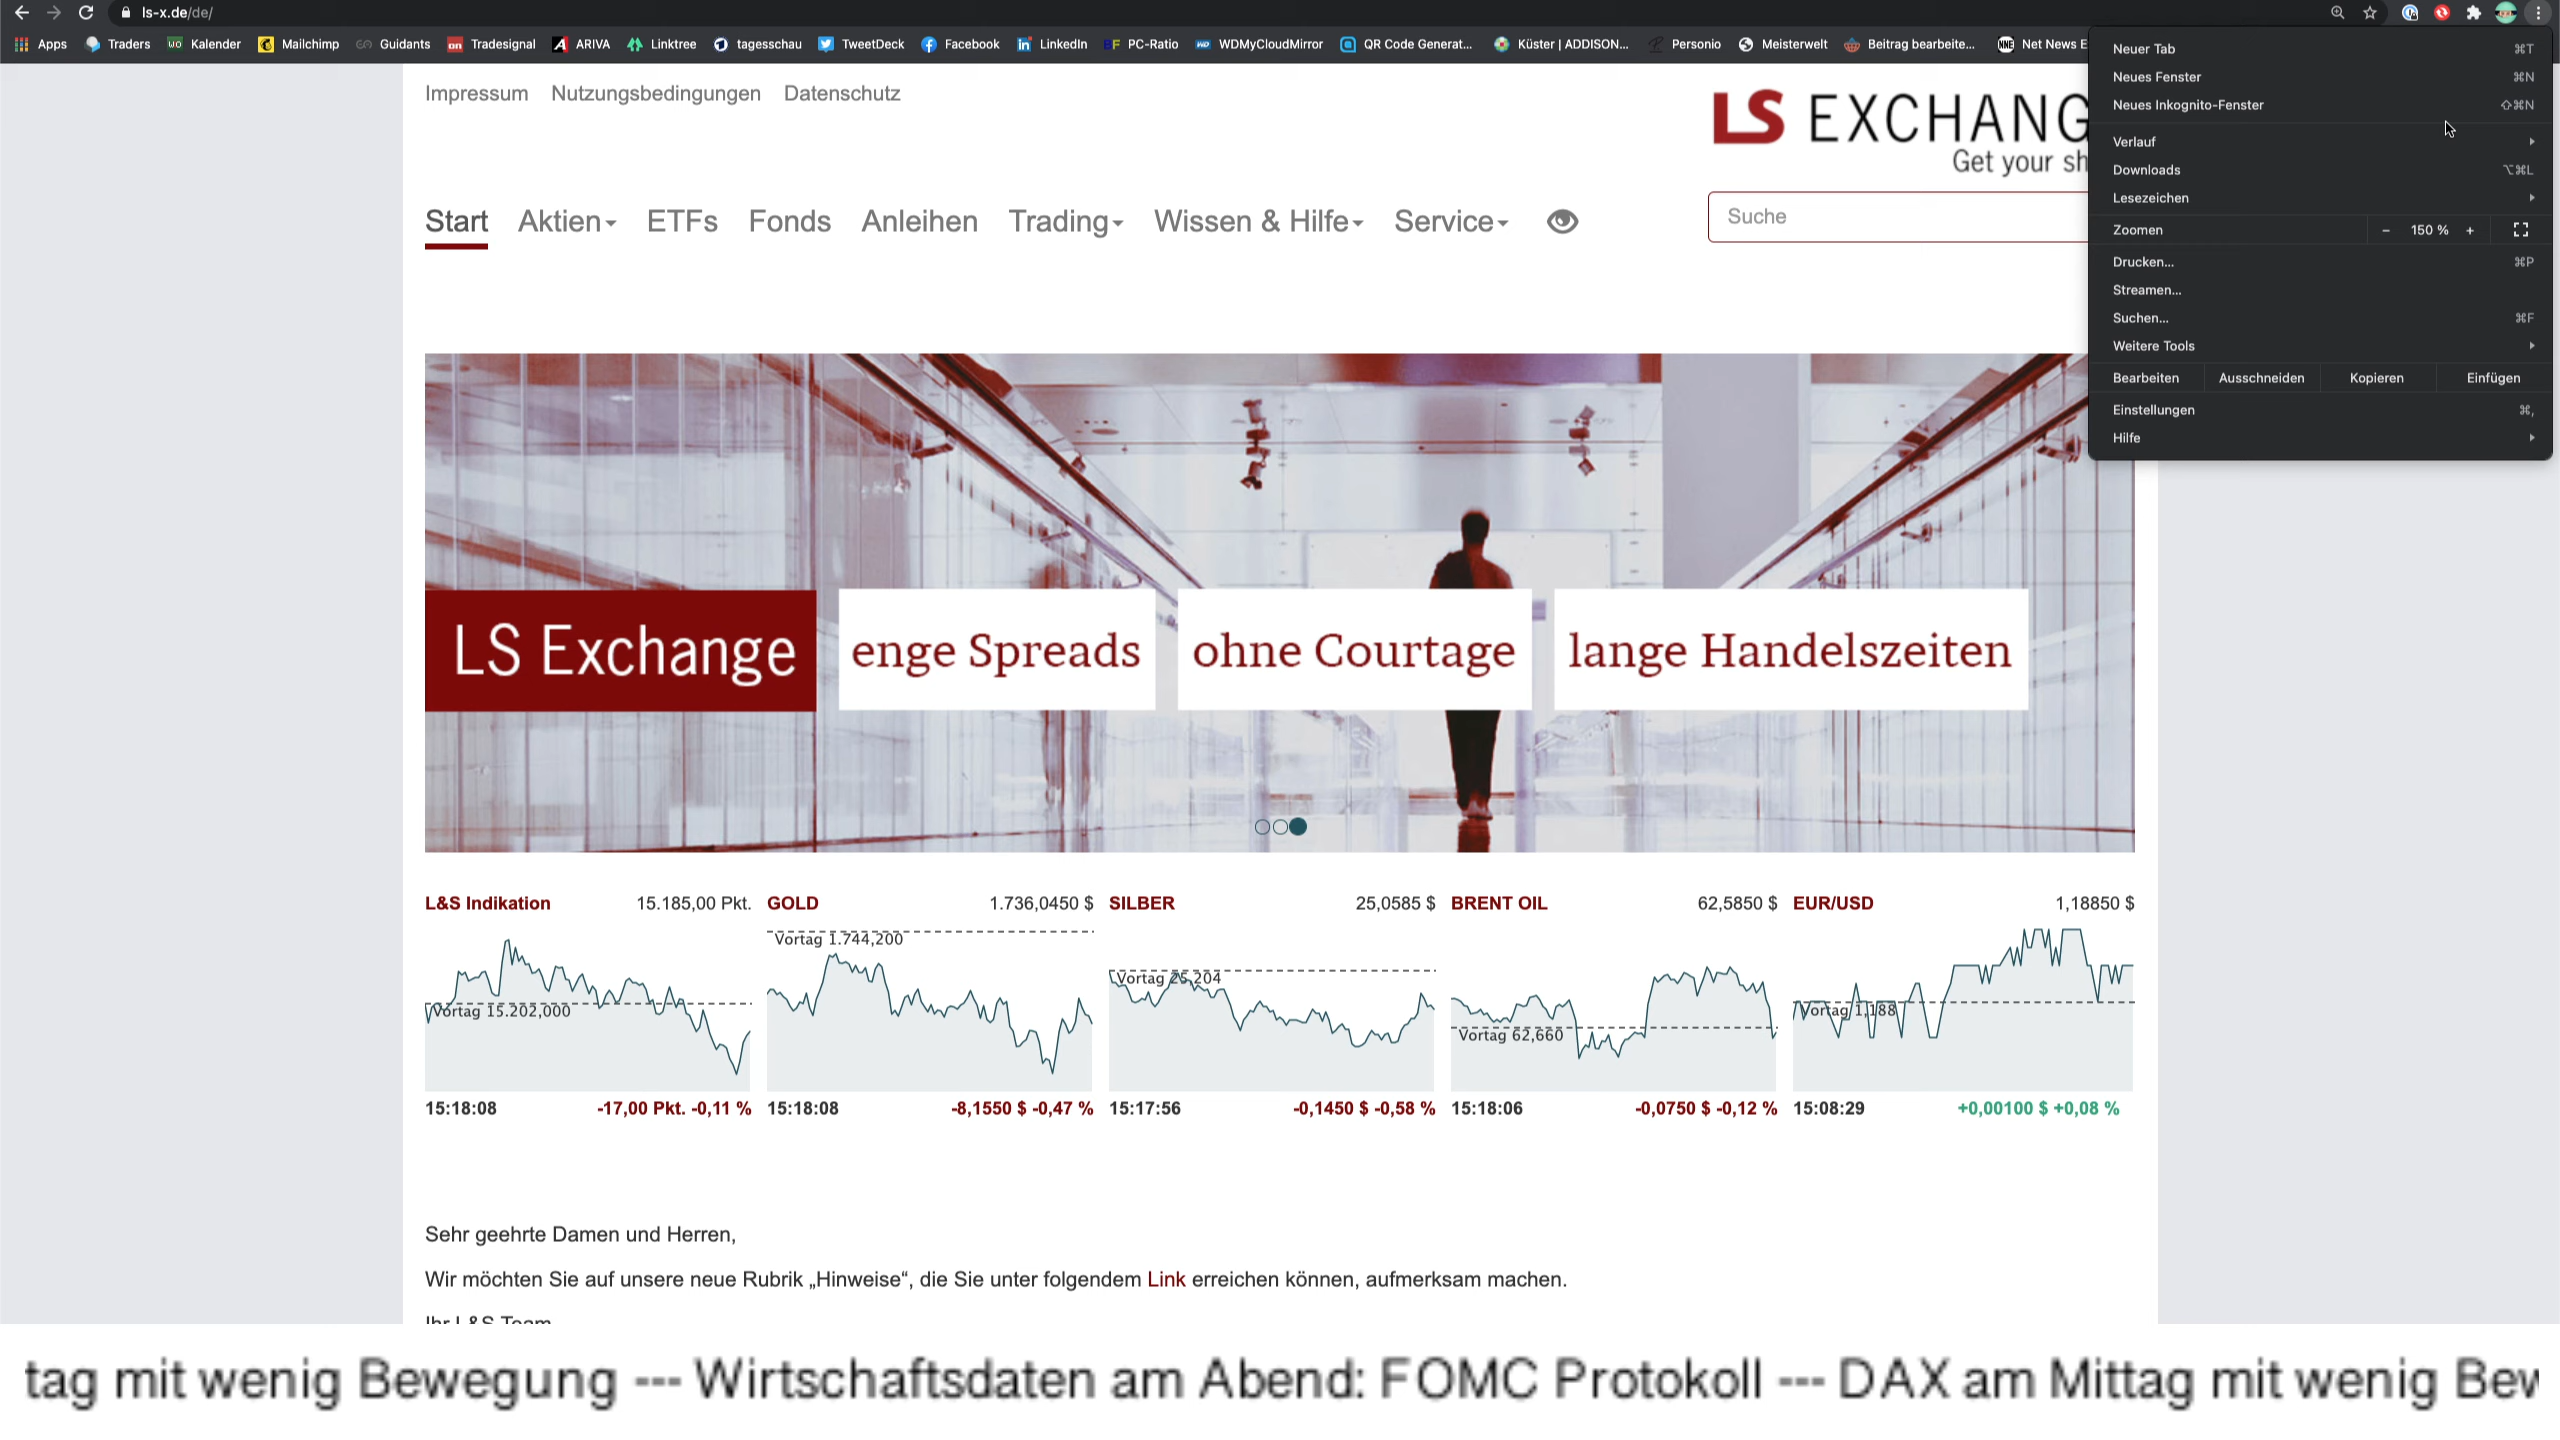 ls-x.de/de/
Apps Traders Kalender Mailchimp Guidants Tradesignal ARIVA Linktree tagesschau TweetDeck Facebook LinkedIn PC-Ratio WDMyCloudMirror QR Code Generat... Küster | ADDISON... Personio Meisterwelt Beitrag bearbeite... Net News E
Neuer Tab ⌘T
Neues Fenster ⌘N
Neues Inkognito-Fenster ⇧⌘N
Verlauf
Downloads ⌥⌘L
Lesezeichen
Zoomen − 150 % +
Drucken... ⌘P
Streamen...
Suchen... ⌘F
Weitere Tools
Bearbeiten Ausschneiden Kopieren Einfügen
Einstellungen ⌘,
Hilfe
Impressum Nutzungsbedingungen Datenschutz
LS EXCHANG
Get your sh
Start Aktien ETFs Fonds Anleihen Trading Wissen & Hilfe Service
Suche
LS Exchange enge Spreads ohne Courtage lange Handelszeiten
L&S Indikation 15.185,00 Pkt. GOLD 1.736,0450 $ SILBER 25,0585 $ BRENT OIL 62,5850 $ EUR/USD 1,18850 $
Vortag 15.202,000 Vortag 1.744,200 Vortag 25,204 Vortag 62,660 Vortag 1,188
15:18:08 -17,00 Pkt. -0,11 % 15:18:08 -8,1550 $ -0,47 % 15:17:56 -0,1450 $ -0,58 % 15:18:06 -0,0750 $ -0,12 % 15:08:29 +0,00100 $ +0,08 %
Sehr geehrte Damen und Herren,
Wir möchten Sie auf unsere neue Rubrik „Hinweise“, die Sie unter folgendem Link erreichen können, aufmerksam machen.
Ihr L&S Team
tag mit wenig Bewegung --- Wirtschaftsdaten am Abend: FOMC Protokoll --- DAX am Mittag mit wenig Bew